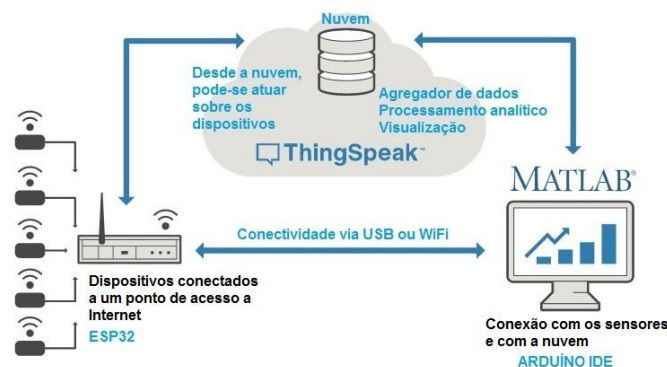 Nuvem
Desde a nuvem,
pode-se atuar
sobre os
dispositivos
Agregador de dados
Processamento analítico
Visualização
ThingSpeak™
MATLAB®
Conectividade via USB ou WiFi
Dispositivos conectados
a um ponto de acesso a
Internet
ESP32
Conexão com os sensores
e com a nuvem
ARDUÍNO IDE